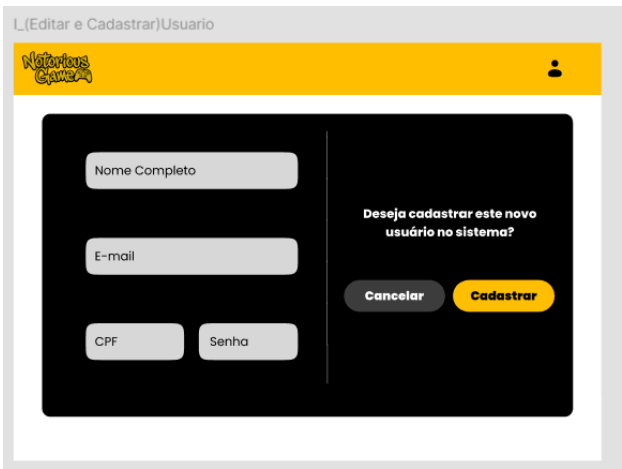 I_(Editar e Cadastrar)Usuario
Notorious
Game
Nome Completo
E-mail
CPF
Senha
Deseja cadastrar este novo
usuário no sistema?
Cancelar
Cadastrar